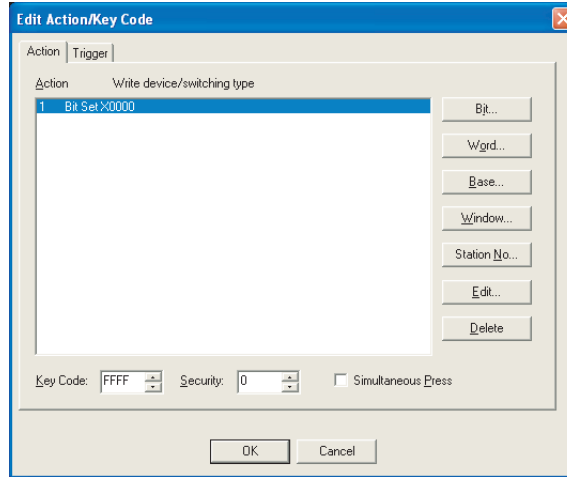 Edit Action/Key Code
Action Trigger
Action Write device/switching type
1 Bit Set X0000
Bit...
Word...
Base...
Window...
Station No...
Edit...
Delete
Key Code: FFFF Security: 0 Simultaneous Press
OK Cancel